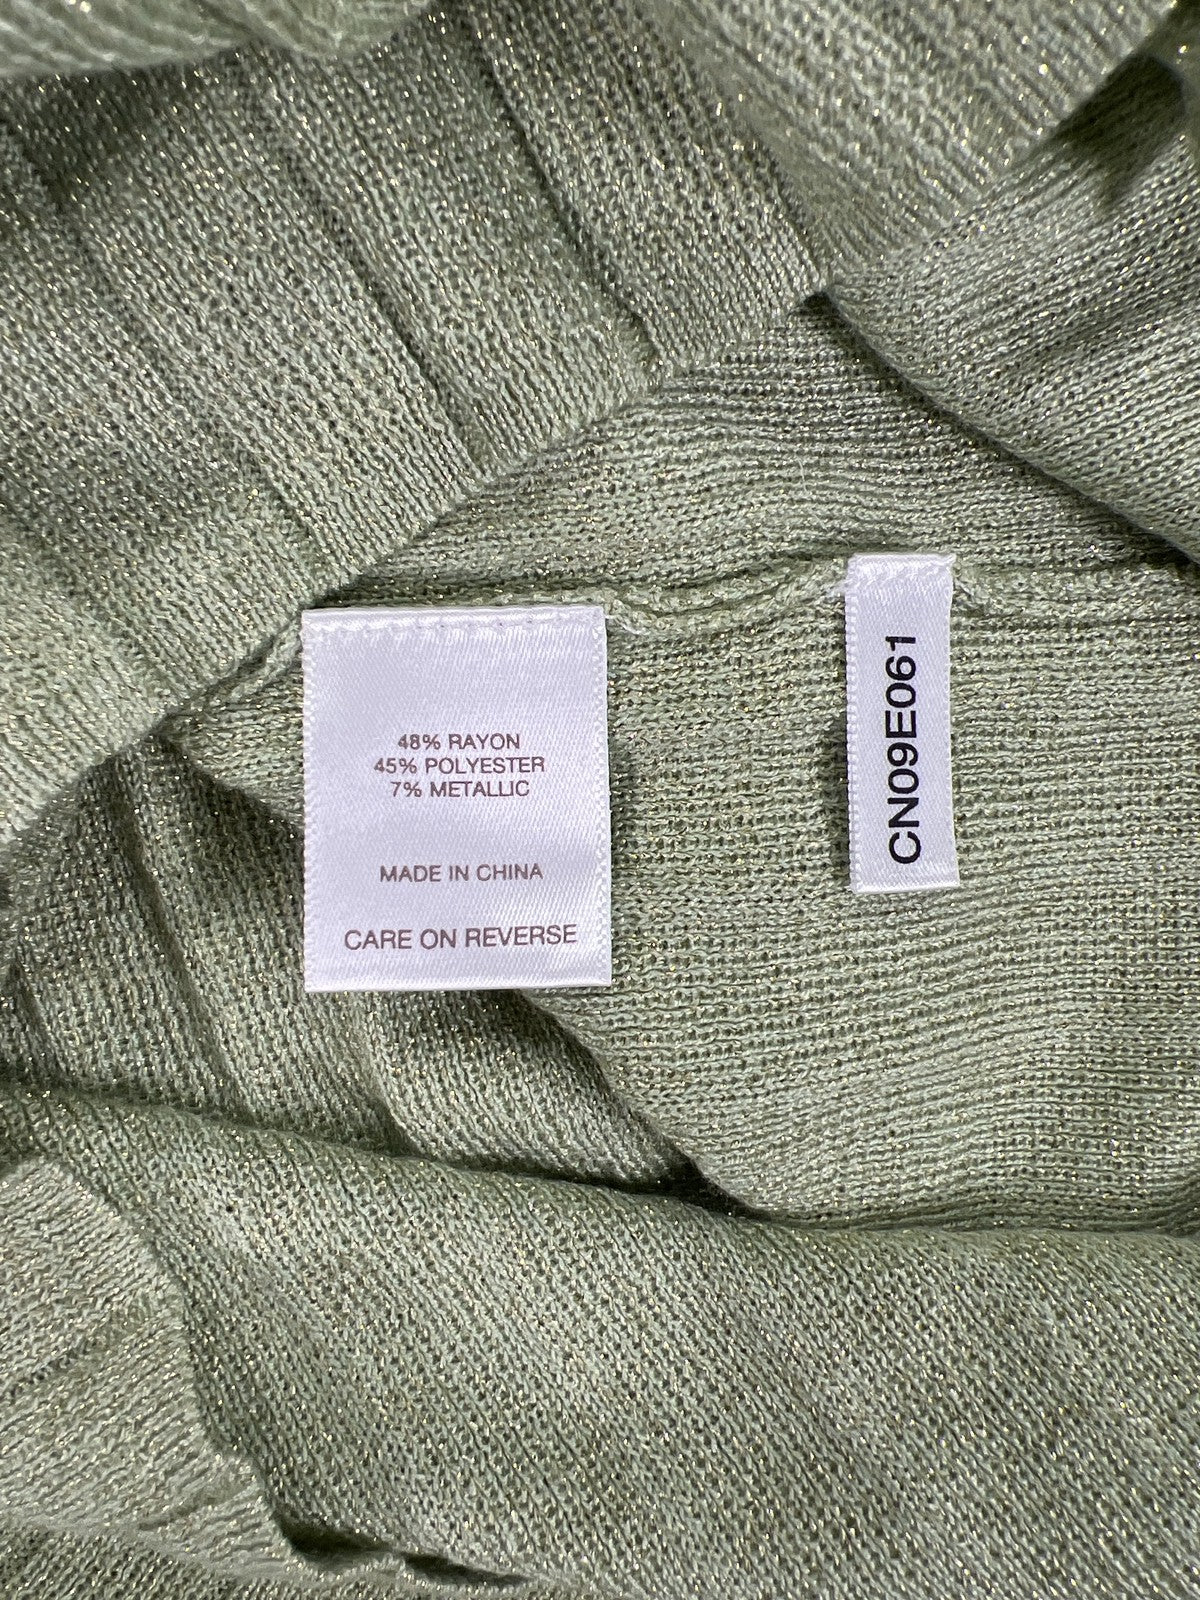 48% RAYON
45% POLYESTER
7% METALLIC
MADE IN CHINA
CARE ON REVERSE
CN09E061